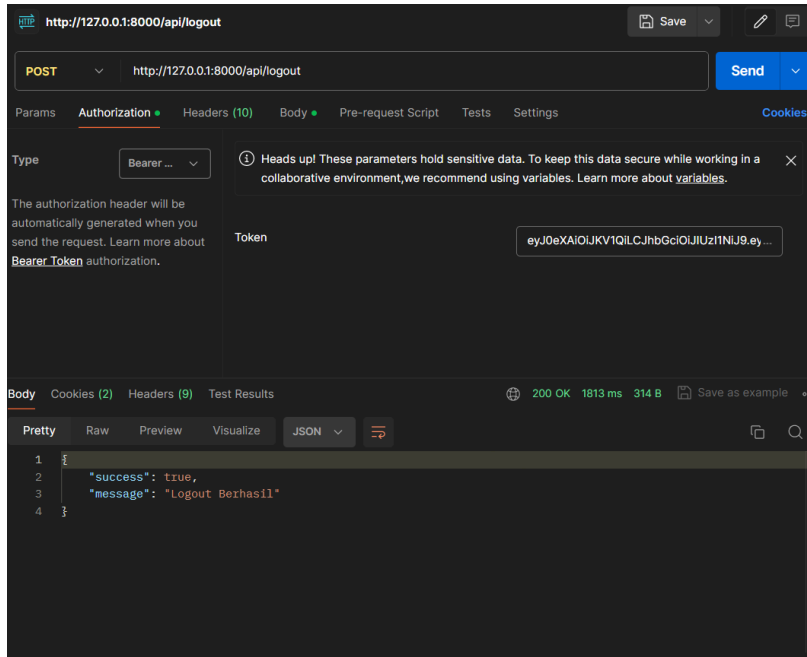 HTTP http://127.0.0.1:8000/api/logout Save
POST http://127.0.0.1:8000/api/logout Send
Params Authorization Headers (10) Body Pre-request Script Tests Settings Cookies
Type Bearer ...
The authorization header will be
automatically generated when you
send the request. Learn more about
Bearer Token authorization.
Heads up! These parameters hold sensitive data. To keep this data secure while working in a
collaborative environment,we recommend using variables. Learn more about variables.
Token eyJ0eXAiOiJKV1QiLCJhbGciOiJIUzI1NiJ9.ey...
Body Cookies (2) Headers (9) Test Results 200 OK 1813 ms 314 B Save as example
Pretty Raw Preview Visualize JSON
1 {
2 "success": true,
3 "message": "Logout Berhasil"
4 }